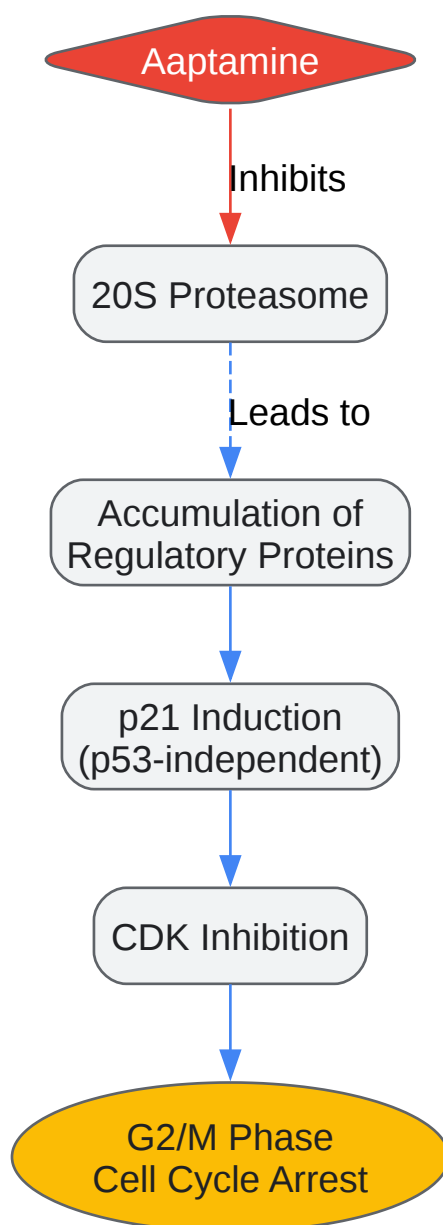 Aaptamine
Inhibits
20S Proteasome
Leads to
Accumulation of
Regulatory Proteins
p21 Induction
(p53-independent)
CDK Inhibition
G2/M Phase
Cell Cycle Arrest